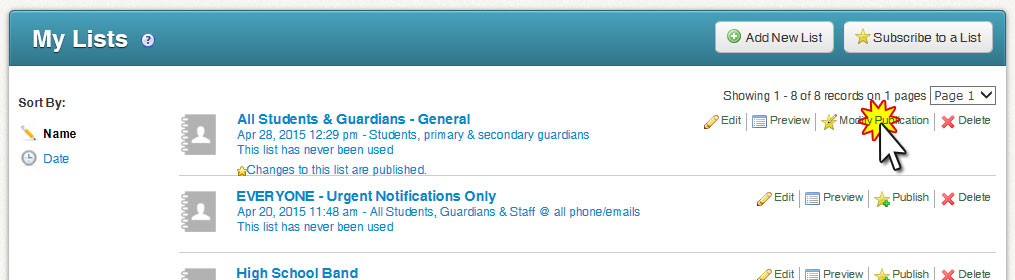 My Lists ?
Add New List
Subscribe to a List
Sort By:
Name
Date
Showing 1 - 8 of 8 records on 1 pages Page 1
All Students & Guardians - General
Edit Preview Modify Publication Delete
Apr 28, 2015 12:29 pm - Students, primary & secondary guardians
This list has never been used
Changes to this list are published.
EVERYONE - Urgent Notifications Only
Edit Preview Publish Delete
Apr 20, 2015 11:48 am - All Students, Guardians & Staff @ all phone/emails
This list has never been used
High School Band
Edit Preview Publish Delete